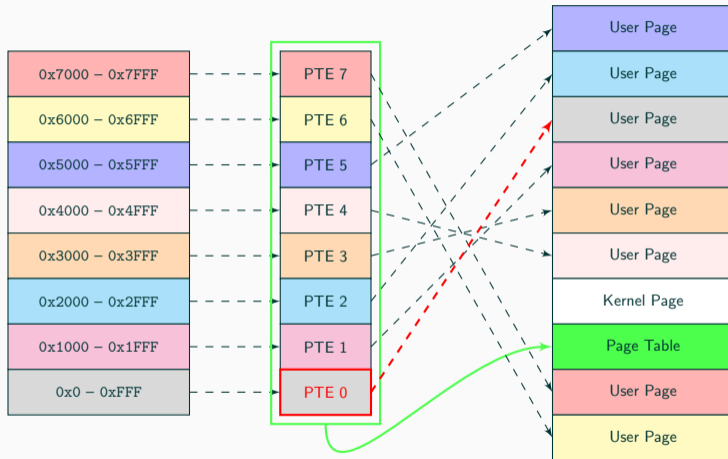 0x7000 – 0x7FFF
0x6000 – 0x6FFF
0x5000 – 0x5FFF
0x4000 – 0x4FFF
0x3000 – 0x3FFF
0x2000 – 0x2FFF
0x1000 – 0x1FFF
0x0 – 0xFFF
PTE 7
PTE 6
PTE 5
PTE 4
PTE 3
PTE 2
PTE 1
PTE 0
User Page
User Page
User Page
User Page
User Page
User Page
Kernel Page
Page Table
User Page
User Page